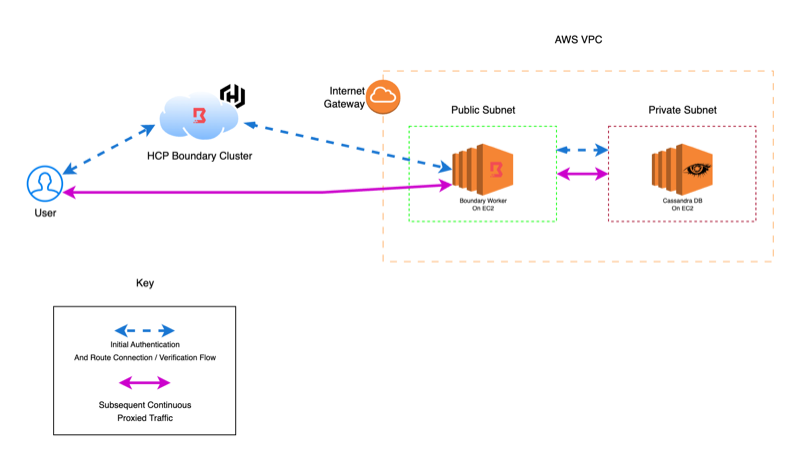 AWS VPC
Internet
Gateway
Public Subnet
Private Subnet
HCP Boundary Cluster
User
Boundary Worker
On EC2
Cassandra DB
On EC2
Key
Initial Authentication
And Route Connection / Verification Flow
Subsequent Continuous
Proxied Traffic